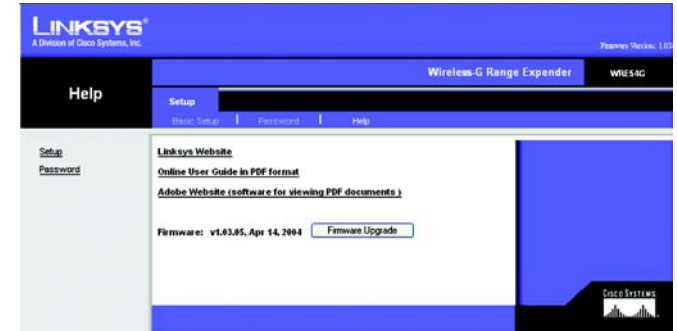 LINKSYS®
A Division of Cisco Systems, Inc.
Firmware Version: 1.03
Wireless-G Range Expender
WRE54G
Help
Setup
Basic Setup | Password | Help
Setup
Password
Linksys Website
Online User Guide in PDF format
Adobe Website (software for viewing PDF documents )
Firmware: v1.03.05, Apr 14, 2004 Firmware Upgrade
CISCO SYSTEMS